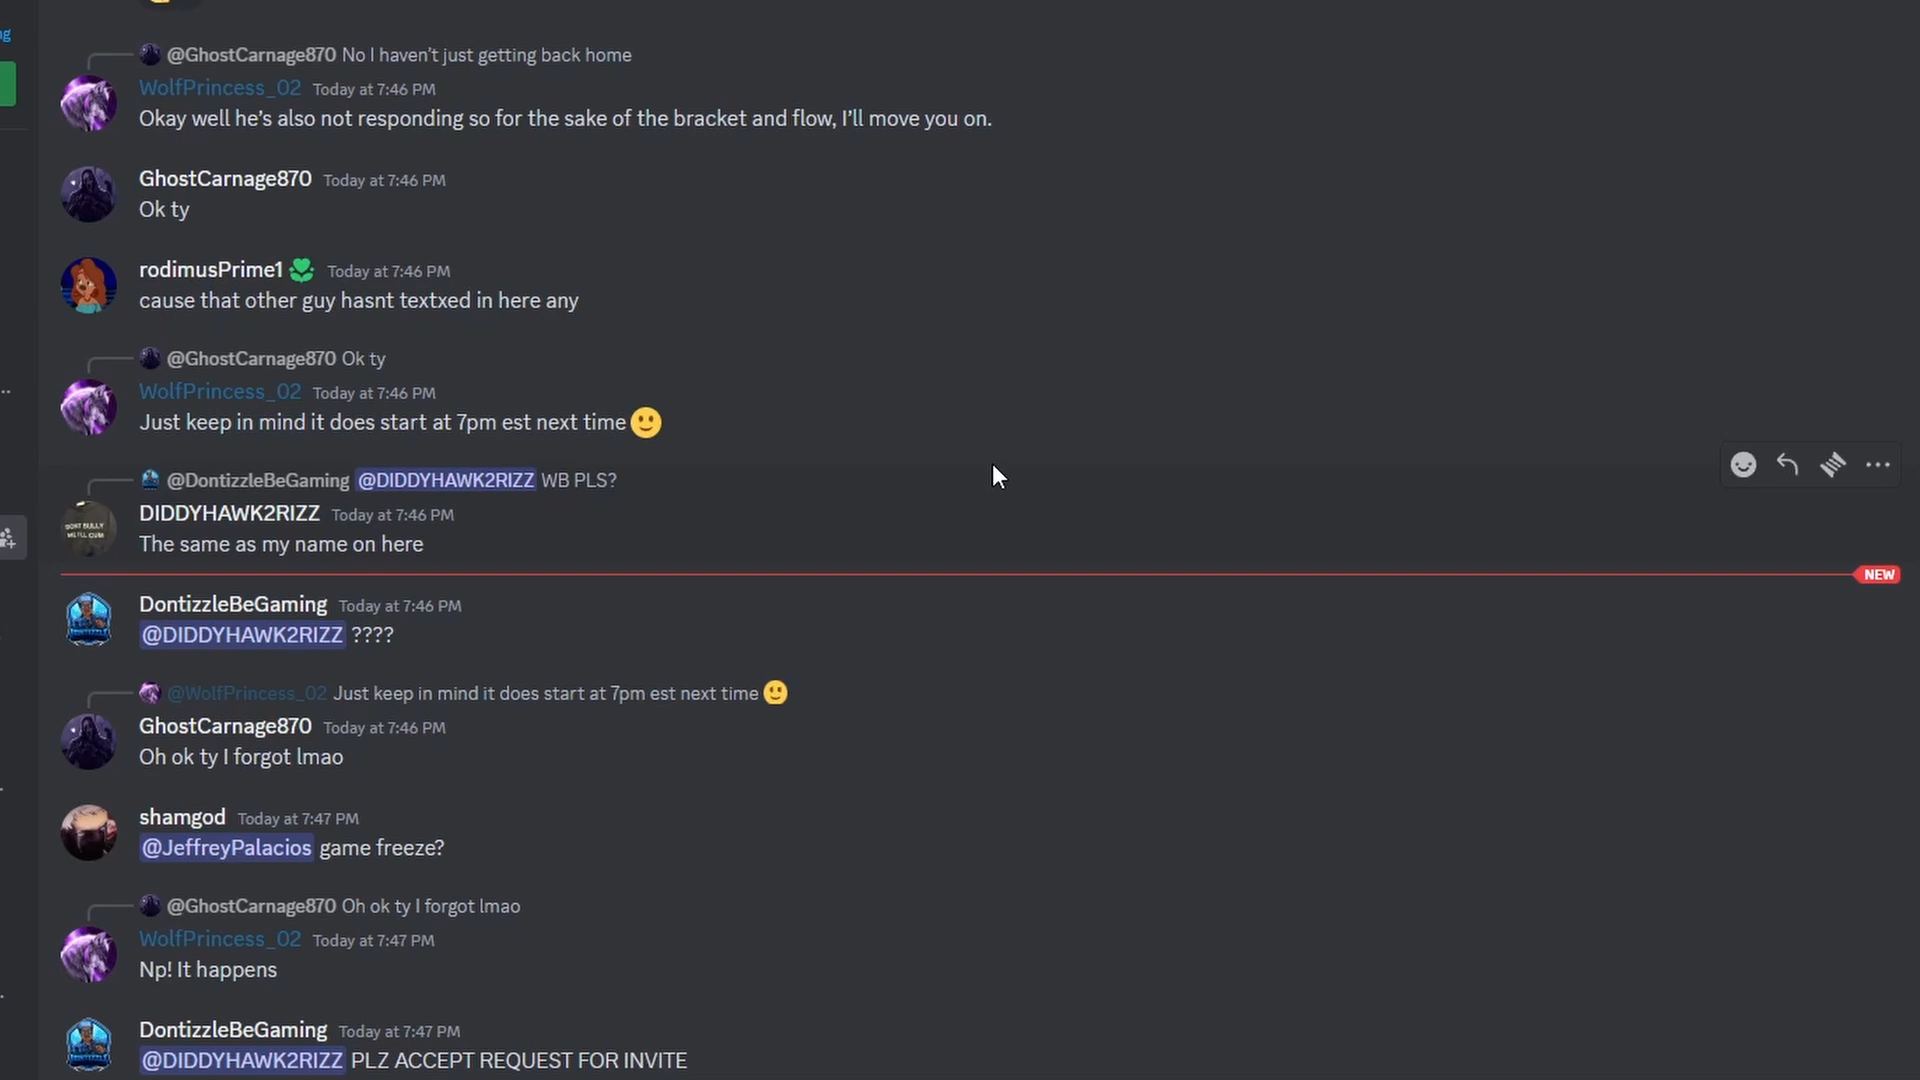 ng
@GhostCarnage870 No I haven't just getting back home
WolfPrincess_02 Today at 7:46 PM
Okay well he's also not responding so for the sake of the bracket and flow, I'll move you on.
GhostCarnage870 Today at 7:46 PM
Ok ty
rodimusPrime1 Today at 7:46 PM
cause that other guy hasnt textxed in here any
@GhostCarnage870 Ok ty
WolfPrincess_02 Today at 7:46 PM
Just keep in mind it does start at 7pm est next time 🙂
@DontizzleBeGaming @DIDDYHAWK2RIZZ WB PLS?
DIDDYHAWK2RIZZ Today at 7:46 PM
DONT BULLY
ME I'LL CUM
The same as my name on here
NEW
DontizzleBeGaming Today at 7:46 PM
@DIDDYHAWK2RIZZ ????
@WolfPrincess_02 Just keep in mind it does start at 7pm est next time 🙂
GhostCarnage870 Today at 7:46 PM
Oh ok ty I forgot lmao
shamgod Today at 7:47 PM
@JeffreyPalacios game freeze?
@GhostCarnage870 Oh ok ty I forgot lmao
WolfPrincess_02 Today at 7:47 PM
Np! It happens
DontizzleBeGaming Today at 7:47 PM
@DIDDYHAWK2RIZZ PLZ ACCEPT REQUEST FOR INVITE